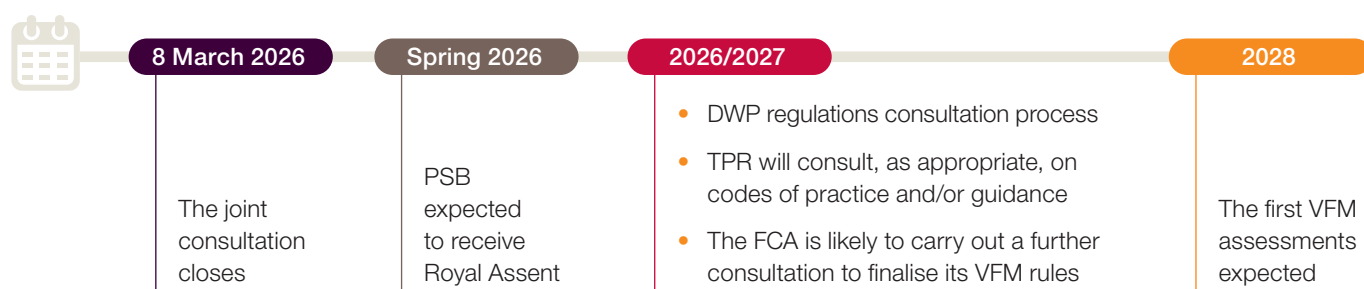 8 March 2026
Spring 2026
2026/2027
2028
The joint
consultation
closes
PSB
expected
to receive
Royal Assent
• DWP regulations consultation process
• TPR will consult, as appropriate, on
codes of practice and/or guidance
• The FCA is likely to carry out a further
consultation to finalise its VFM rules
The first VFM
assessments
expected